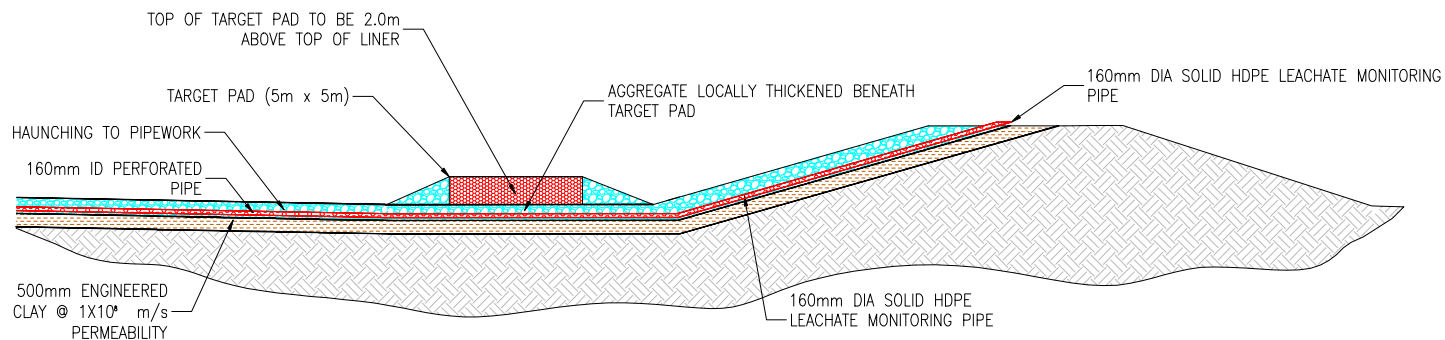 TOP OF TARGET PAD TO BE 2.0m
ABOVE TOP OF LINER
TARGET PAD (5m x 5m)
HAUNCHING TO PIPEWORK
160mm ID PERFORATED
PIPE
500mm ENGINEERED
CLAY @ 1X10 m/s
PERMEABILITY
AGGREGATE LOCALLY THICKENED BENEATH
TARGET PAD
160mm DIA SOLID HDPE LEACHATE MONITORING
PIPE
160mm DIA SOLID HDPE
LEACHATE MONITORING PIPE